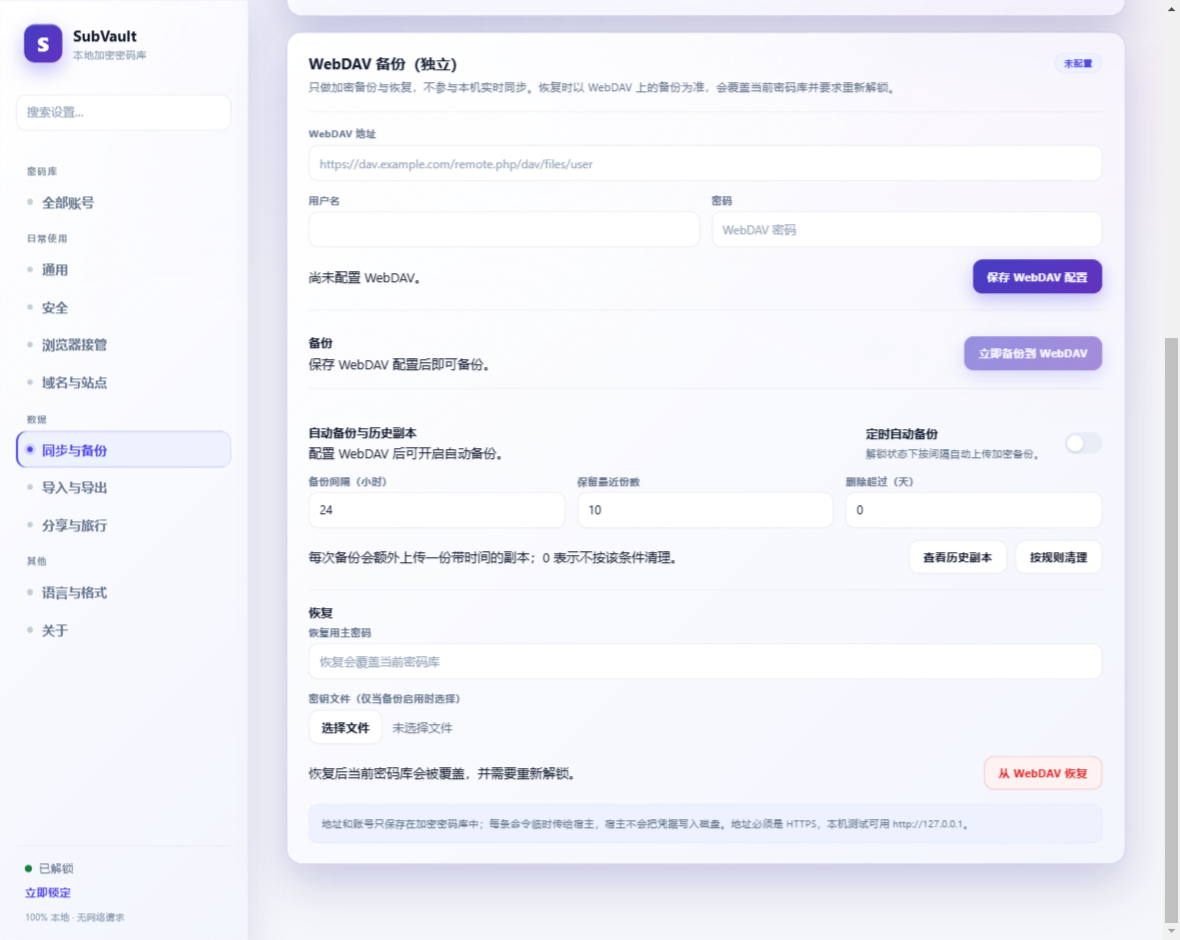 S
SubVault
本地加密密码库
搜索设置...
密码库
全部账号
日常使用
通用
安全
浏览器接管
域名与站点
数据
同步与备份
导入与导出
分享与旅行
其他
语言与格式
关于
已解锁
立即锁定
100% 本地 · 无网络请求
WebDAV 备份（独立）
未配置
只做加密备份与恢复，不参与本机实时同步。恢复时以 WebDAV 上的备份为准，会覆盖当前密码库并要求重新解锁。
WebDAV 地址
https://dav.example.com/remote.php/dav/files/user
用户名
密码
WebDAV 密码
尚未配置 WebDAV。
保存 WebDAV 配置
备份
保存 WebDAV 配置后即可备份。
立即备份到 WebDAV
自动备份与历史副本
配置 WebDAV 后可开启自动备份。
定时自动备份
解锁状态下按间隔自动上传加密备份。
备份间隔（小时）
保留最近份数
删除超过（天）
24
10
0
每次备份会额外上传一份带时间的副本；0 表示不按该条件清理。
查看历史副本
按规则清理
恢复
恢复用主密码
恢复会覆盖当前密码库
密钥文件（仅当备份启用时选择）
选择文件
未选择文件
恢复后当前密码库会被覆盖，并需要重新解锁。
从 WebDAV 恢复
地址和账号只保存在加密密码库中；每条命令临时传给宿主，宿主不会把凭据写入磁盘。地址必须是 HTTPS，本机测试可用 http://127.0.0.1。